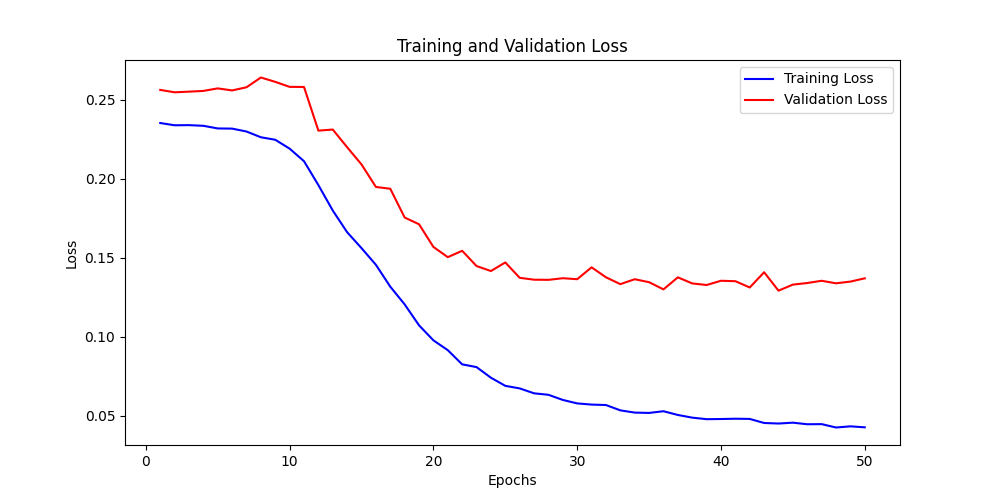 Training and Validation Loss
Training Loss
Validation Loss
0.25
0.20
0.15
0.10
0.05
Loss
0 10 20 30 40 50
Epochs